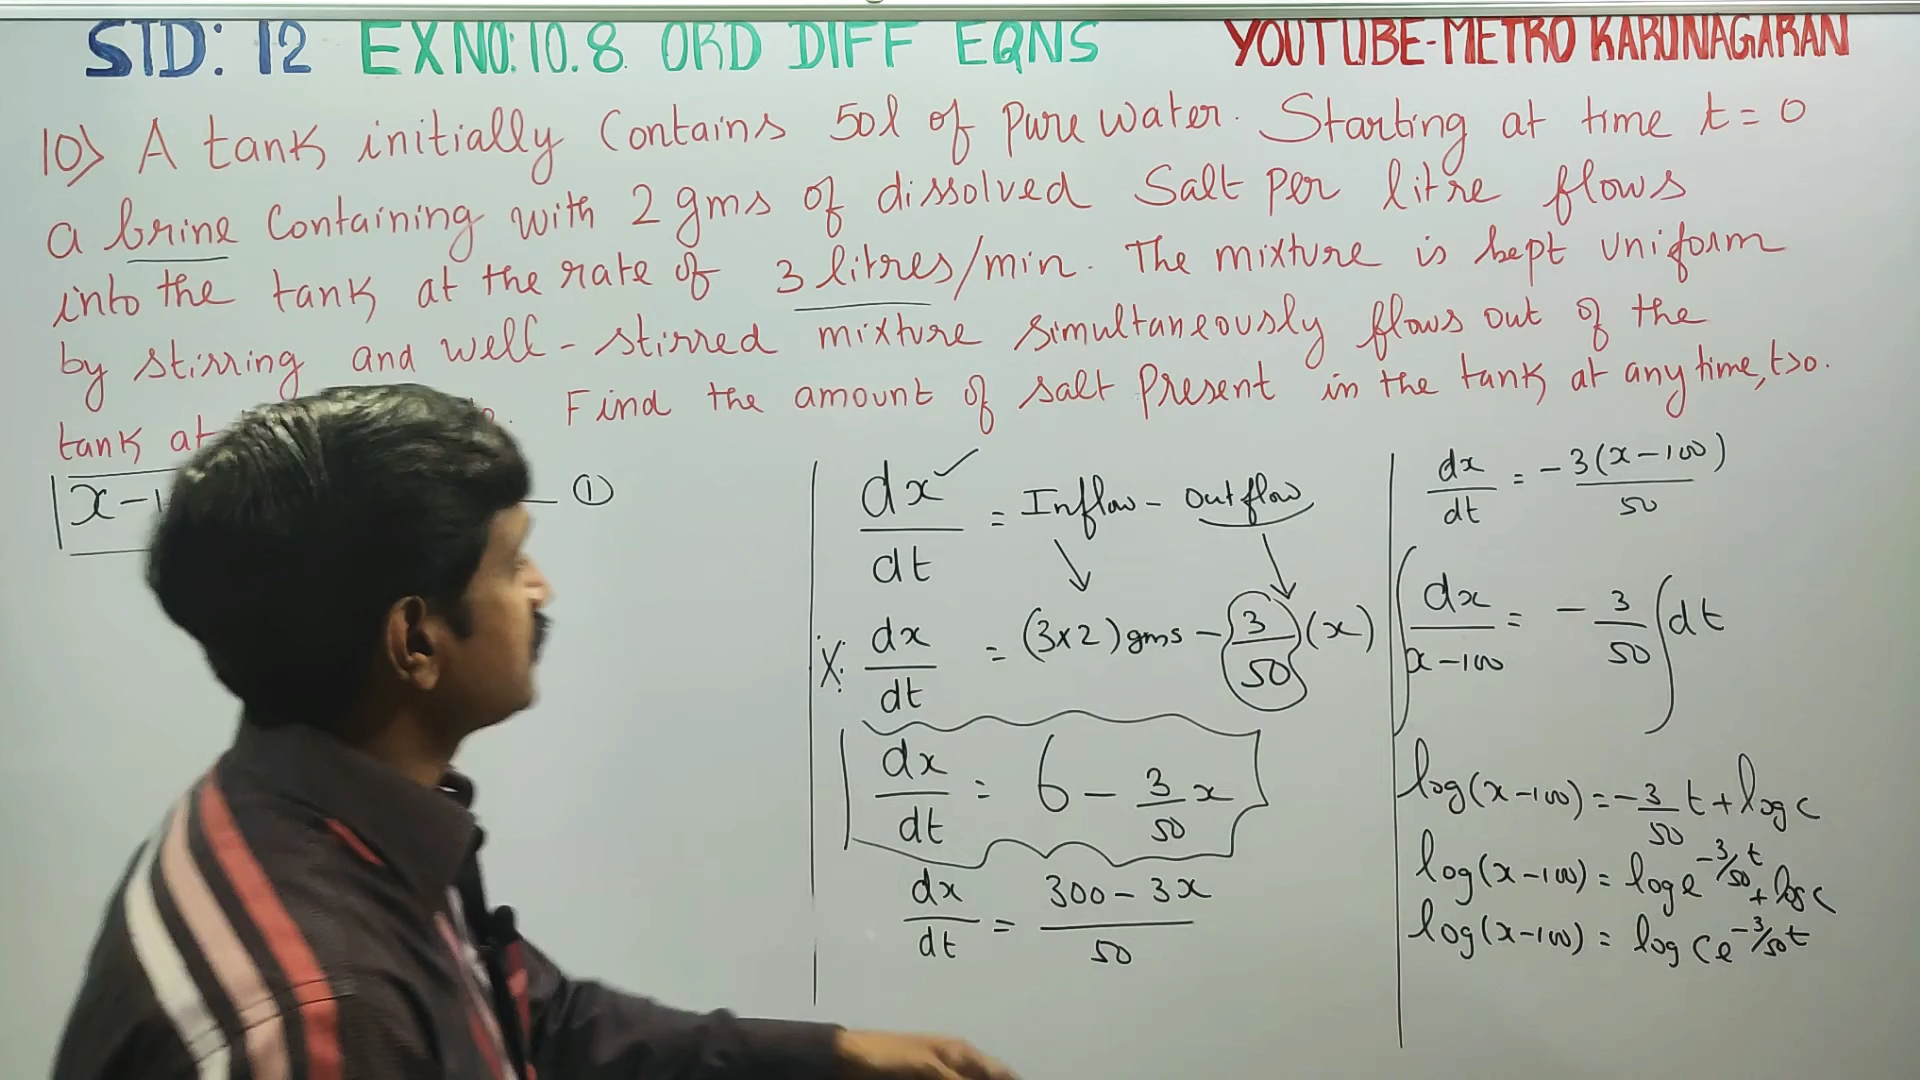 STD: 12 EXNO: 10.8 ORD DIFF EQNS YOUTUBE-METRO KARUNAGARAN
10) A tank initially Contains 50l of Pure water. Starting at time t = 0
a brine Containing with 2 gms of dissolved Salt Per litre flows
into the tank at the rate of 3 litres/min. The mixture is kept uniform
by stirring and well-stirred mixture simultaneously flows out of the
tank at Find the amount of salt Present in the tank at any time, t>0.
x-1 — ①
dx/dt = Inflow - Outflow
dx/dt = (3x2) gms - 3/50 (x)
dx/dt = 6 - 3/50 x
dx/dt = 300 - 3x/50
dx/dt = -3(x-100)/50
∫ dx/x-100 = - 3/50 ∫ dt
log(x-100) = -3/50 t + log c
log(x-100) = log e^-3/50 t + log c
log(x-100) = log c e^-3/50 t